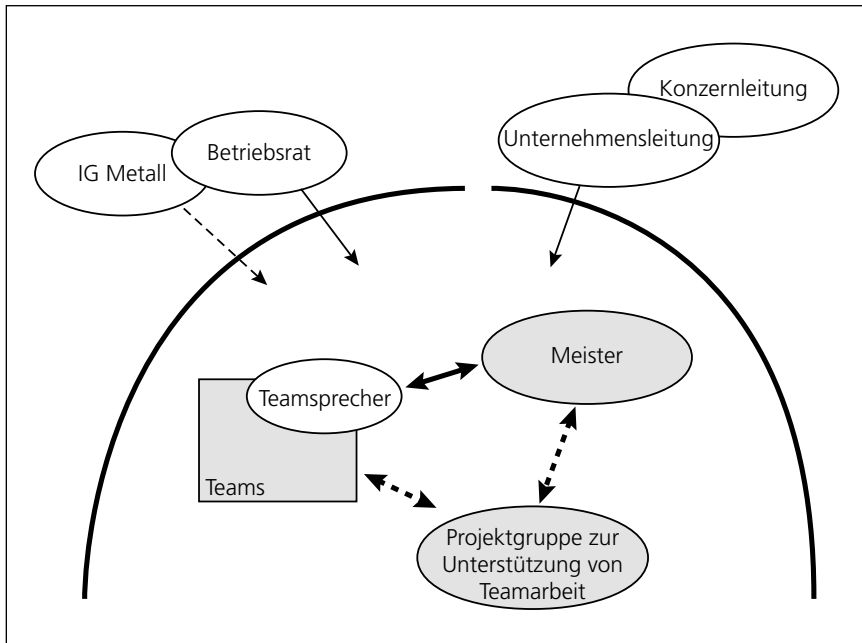 Konzernleitung
Unternehmensleitung
Betriebsrat
IG Metall
Meister
Teamsprecher
Teams
Projektgruppe zur
Unterstützung von
Teamarbeit